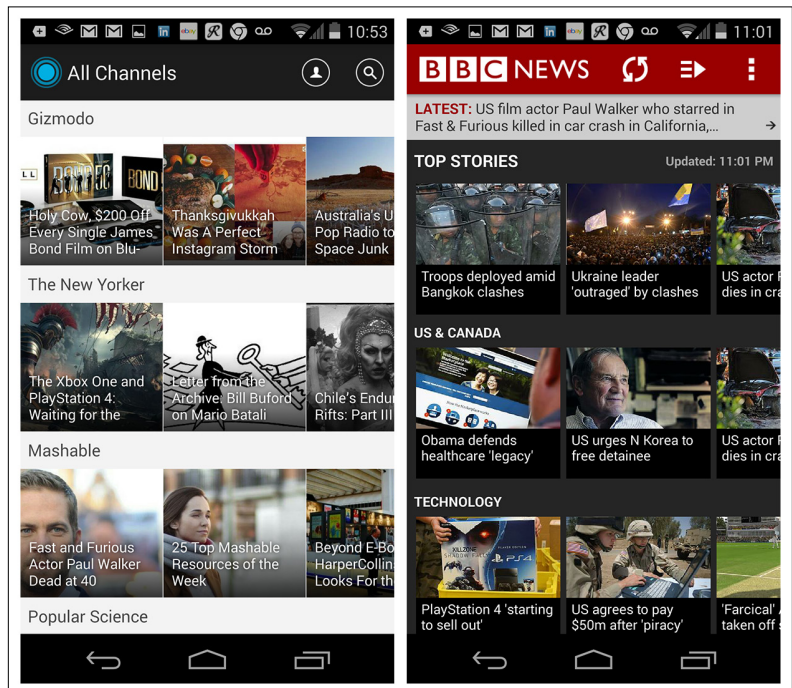 10:53
All Channels
Gizmodo
BOND
BOND
Holy Cow, $200 Off
Every Single James
Bond Film on Blu-
Thanksgivukkah
Was A Perfect
Instagram Storm
Australia's U
Pop Radio to
Space Junk
The New Yorker
The Xbox One and
PlayStation 4:
Waiting for the
Letter from the
Archive: Bill Buford
on Mario Batali
Chile's Endu
Rifts: Part III
Mashable
Fast and Furious
Actor Paul Walker
Dead at 40
25 Top Mashable
Resources of the
Week
Beyond E-Bo
HarperCollin
Looks For th
Popular Science
11:01
BBC NEWS
LATEST: US film actor Paul Walker who starred in
Fast & Furious killed in car crash in California,...
TOP STORIES
Updated: 11:01 PM
Troops deployed amid
Bangkok clashes
Ukraine leader
'outraged' by clashes
US actor
dies in cra
US & CANADA
Obama defends
healthcare 'legacy'
US urges N Korea to
free detainee
US actor
dies in cra
TECHNOLOGY
KILLZONE
SHADOW FALL
PS4
PlayStation 4 'starting
to sell out'
US agrees to pay
$50m after 'piracy'
'Farcical'
taken off